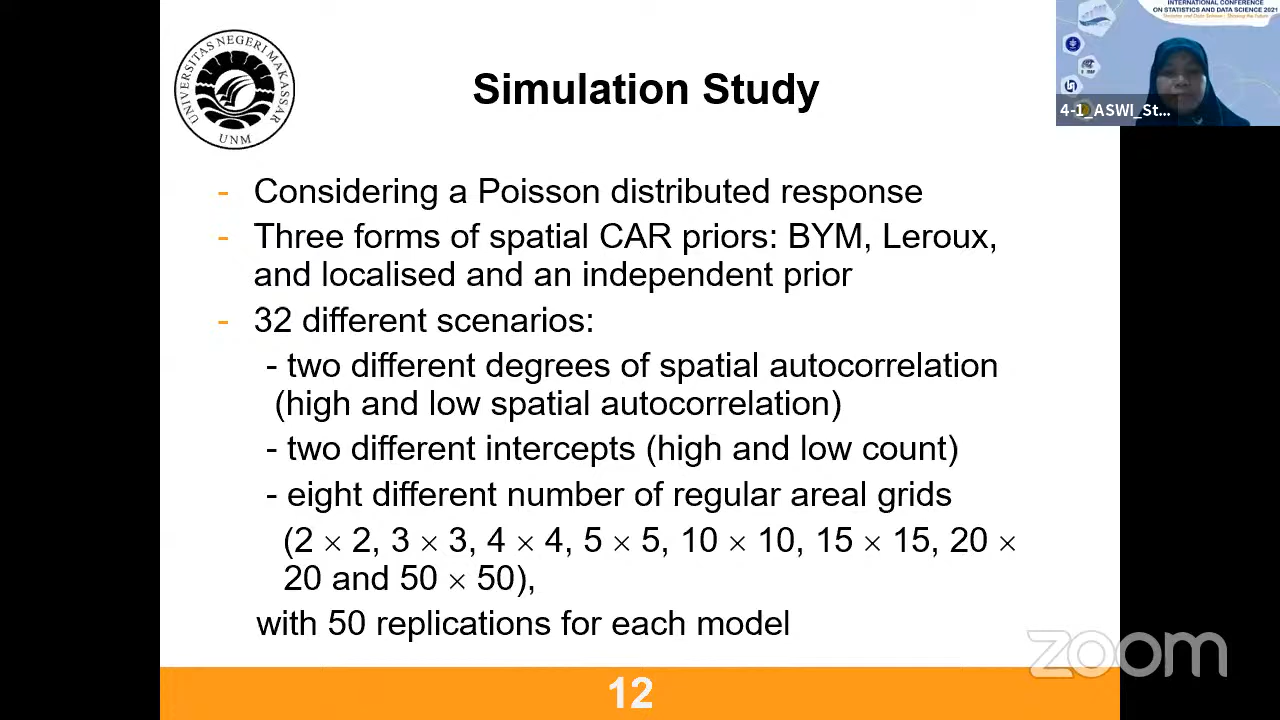 INTERNATIONAL CONFERENCE
ON STATISTICS AND DATA SCIENCE 2021
4-1_ASWI_St...
UNIVERSITAS NEGERI MAKASSAR
UNM
Simulation Study
- Considering a Poisson distributed response
- Three forms of spatial CAR priors: BYM, Leroux,
and localised and an independent prior
- 32 different scenarios:
- two different degrees of spatial autocorrelation
(high and low spatial autocorrelation)
- two different intercepts (high and low count)
- eight different number of regular areal grids
(2 × 2, 3 × 3, 4 × 4, 5 × 5, 10 × 10, 15 × 15, 20 ×
20 and 50 × 50),
with 50 replications for each model
zoom
12